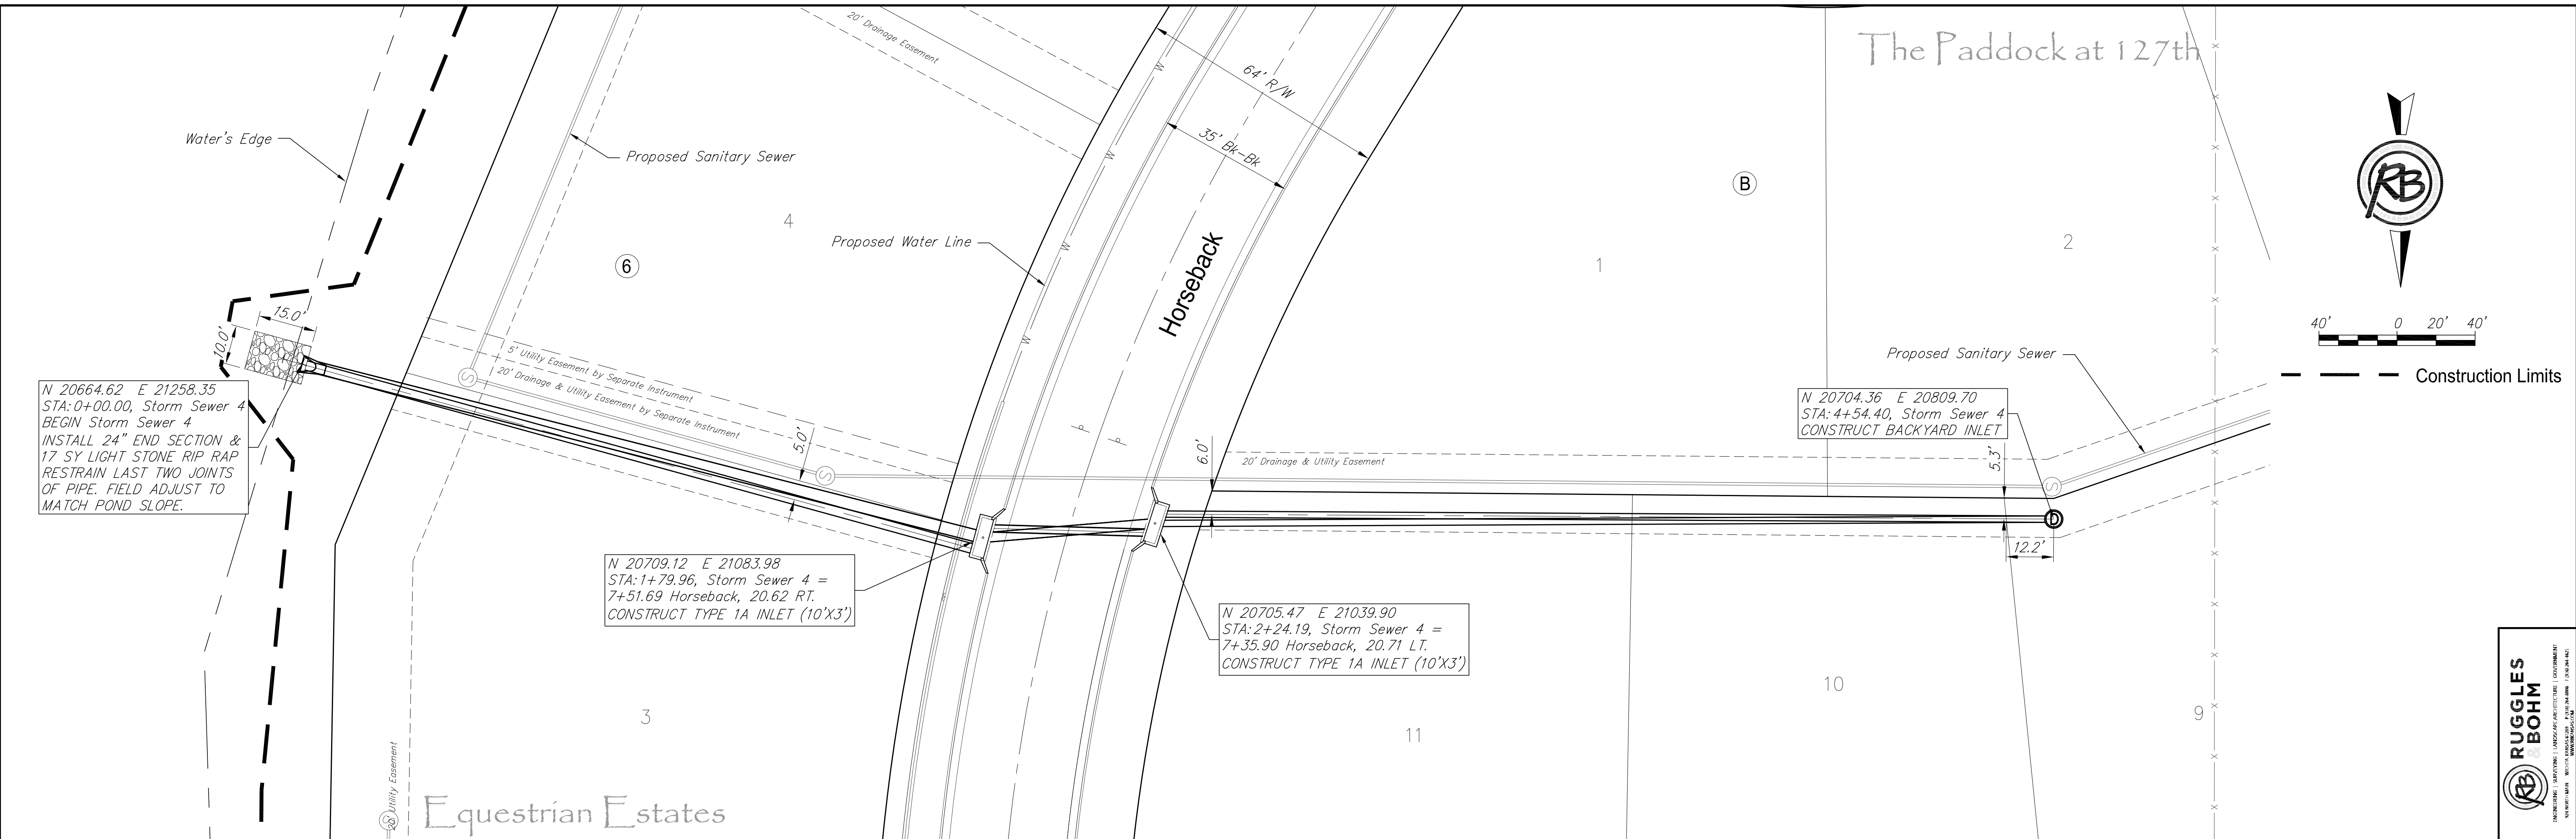 The Paddock at 127th
20' Drainage Easement
64' R/W
35' Bk-Bk
Water's Edge
Proposed Sanitary Sewer
W
W
W
W
W
4
B
6
Proposed Water Line
Horseback
1
2
RB
40' 0 20' 40'
Construction Limits
15.0'
10.0'
5' Utility Easement by Separate Instrument
20' Drainage & Utility Easement by Separate Instrument
S
S
5.0'
N 20664.62 E 21258.35
STA: 0+00.00, Storm Sewer 4
BEGIN Storm Sewer 4
INSTALL 24" END SECTION &
17 SY LIGHT STONE RIP RAP
RESTRAIN LAST TWO JOINTS
OF PIPE. FIELD ADJUST TO
MATCH POND SLOPE.
P
P
6.0'
20' Drainage & Utility Easement
Proposed Sanitary Sewer
N 20704.36 E 20809.70
STA: 4+54.40, Storm Sewer 4
CONSTRUCT BACKYARD INLET
5.3'
S
D
12.2'
N 20709.12 E 21083.98
STA: 1+79.96, Storm Sewer 4 =
7+51.69 Horseback, 20.62 RT.
CONSTRUCT TYPE 1A INLET (10'X3')
N 20705.47 E 21039.90
STA: 2+24.19, Storm Sewer 4 =
7+35.90 Horseback, 20.71 LT.
CONSTRUCT TYPE 1A INLET (10'X3')
3
11
10
9
S
Utility Easement
Equestrian Estates
RB
RUGGLES
& BOHM
ENGINEERING | SURVEYING | LANDSCAPE ARCHITECTURE | GOVERNMENT